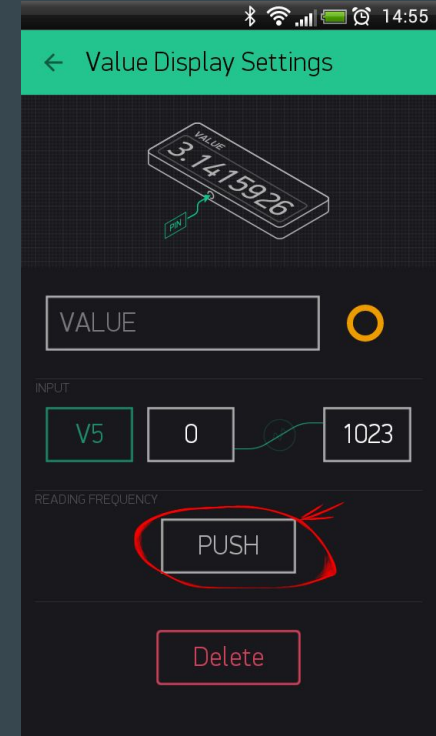 14:55
Value Display Settings
VALUE
3.1415926
PIN
VALUE
INPUT
V5 0 1023
READING FREQUENCY
PUSH
Delete